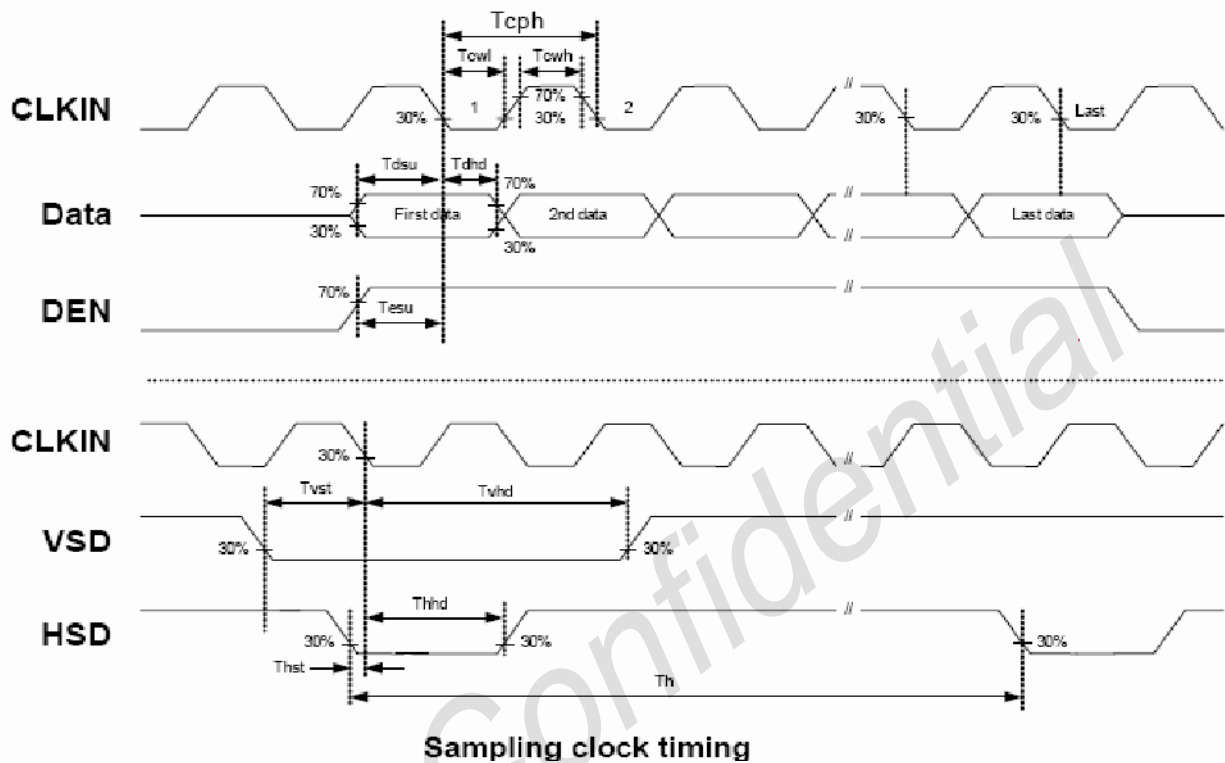 Tcph
Tcwl Tcwh
CLKIN 30% 1 70% 30% 2 // 30% 30% Last
Tdsu Tdhd
70% 70%
Data First data 2nd data // Last data
30% 30%
DEN 70% Tesu //
CLKIN 30% //
Tvst Tvhd
VSD 30% 30% //
Thhd
HSD 30% 30% // 30%
Thst
Th
Confidential
Sampling clock timing